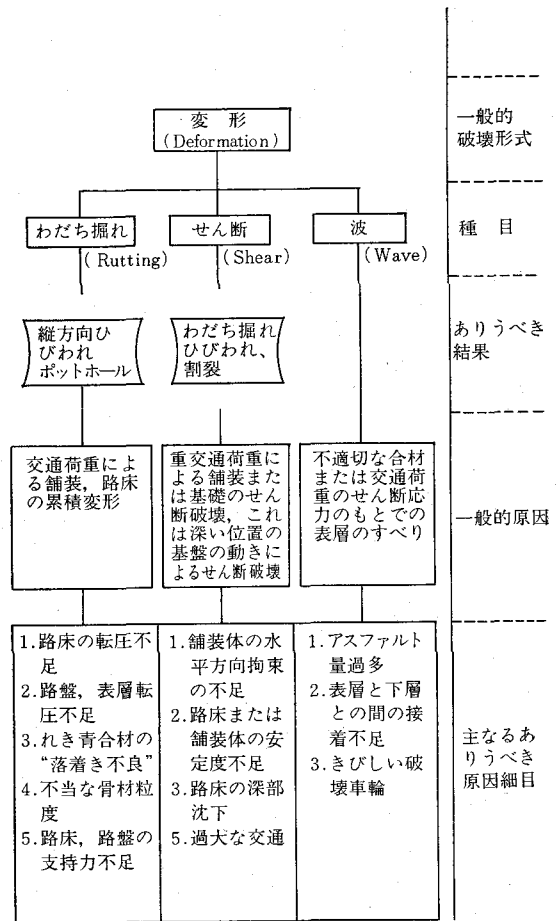 変　形
(Deformation)
一般的
破壊形式
わだち掘れ
(Rutting)
せん断
(Shear)
波
(Wave)
種　目
縦方向ひ
びわれ
ポットホール
わだち掘れ
ひびわれ、
割裂
ありうべき
結果
交通荷重によ
る舗装，路床
の累積変形
重交通荷重に
よる舗装また
は基礎のせん
断破壊，これ
は深い位置の
基盤の動きに
よるせん断破壊
不適切な合材
または交通荷
重のせん断応
力のもとでの
表層のすべり
一般的原因
1.路床の転圧不
足
2.路盤，表層転
圧不足
3.れき青合材の
“落着き不良”
4.不当な骨材粒
度
5.路床，路盤の
支持力不足
1.舗装体の水
平方向拘束
の不足
2.路床または
舗装体の安
定度不足
3.路床の深部
沈下
5.過大な交通
1.アスファルト
量過多
2.表層と下層
との間の接
着不足
3.きびしい破
壊車輪
主なるあ
りうべき
原因細目